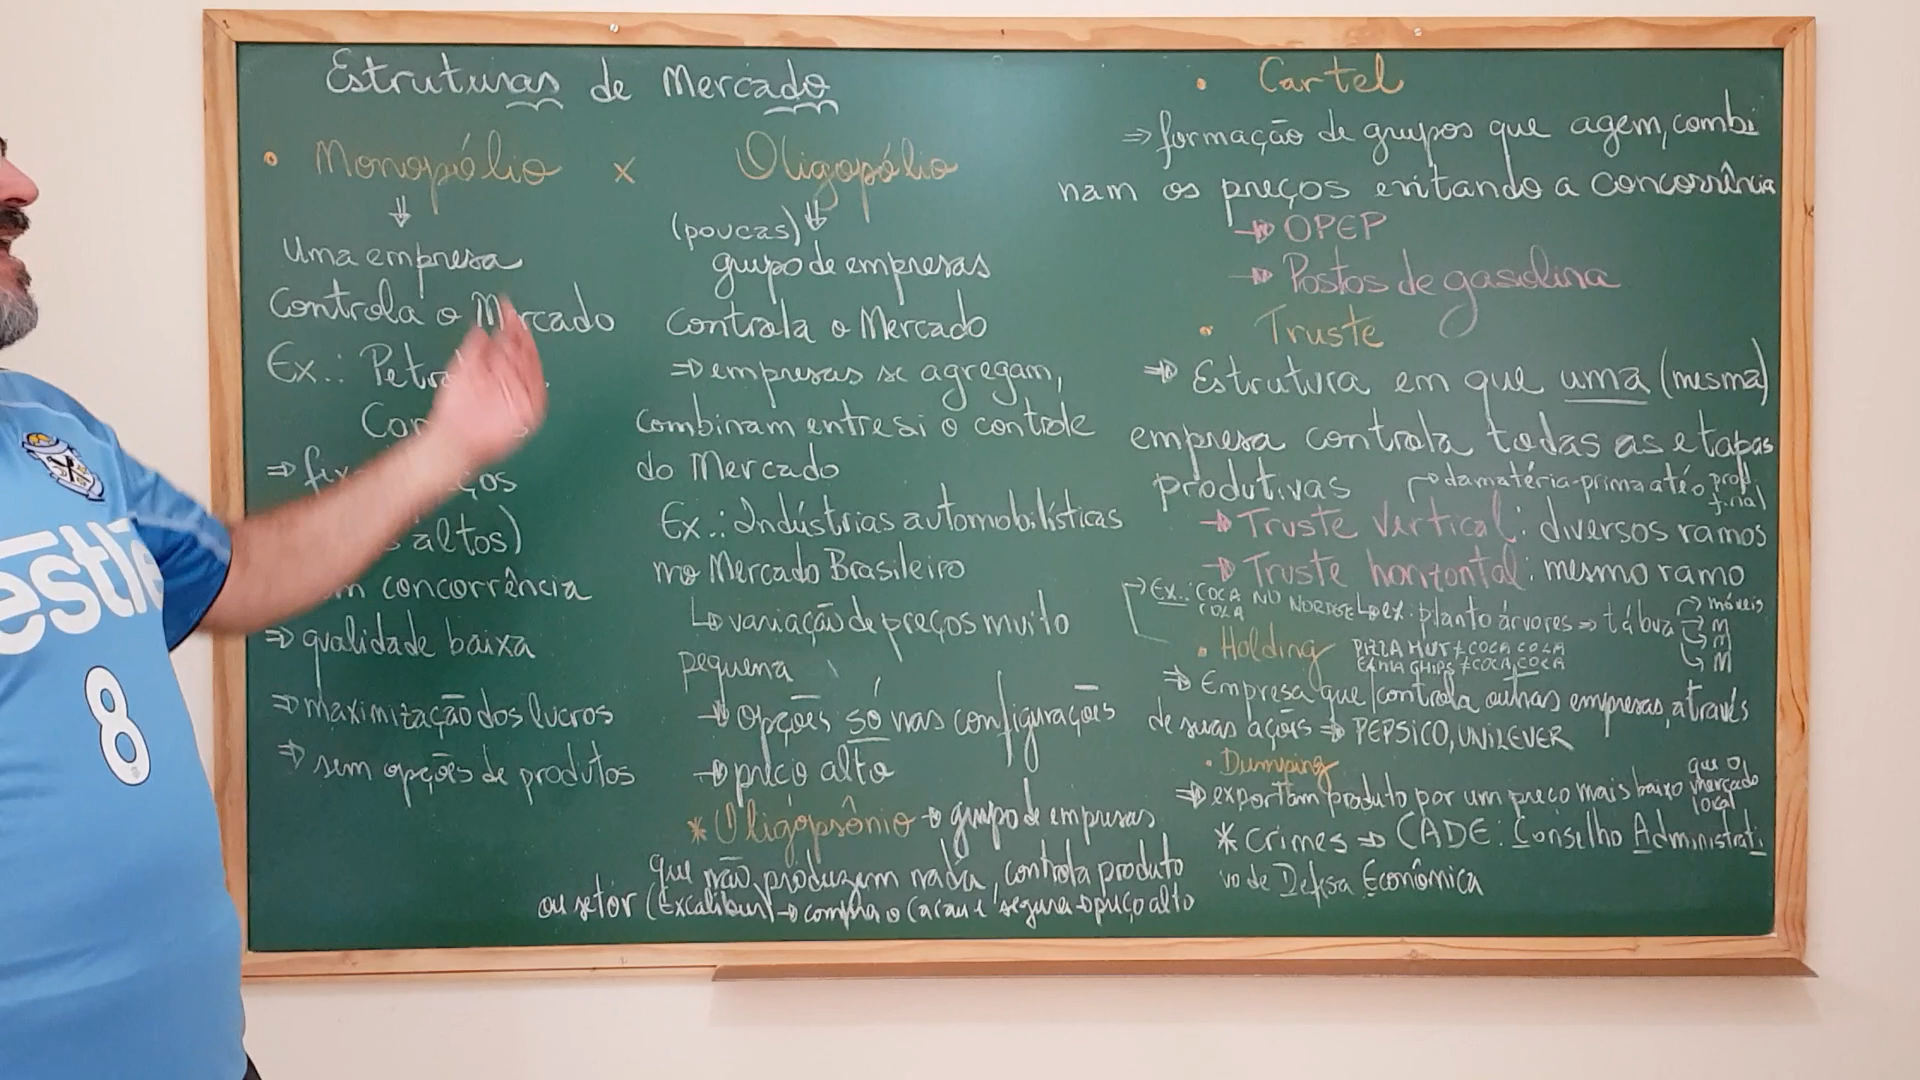 Estruturas de Mercado
• Monopólio x Oligopólio
Uma empresa
Controla o Mercado
Ex.:
⇒
altos)
concorrência
⇒ qualidade baixa
⇒ maximização dos lucros
⇒ sem opções de produtos
(poucas)
grupo de empresas
Controla o Mercado
⇒ empresas se agregam,
combinam entre si o controle
do Mercado
Ex.: Indústrias automobilísticas
no Mercado Brasileiro
↳ variação de preços muito
pequena
→ opções só nas configurações
→ preço alto
* Oligopsônio → grupo de empresas
que não produzem nada, controla produto
ou setor (Excalibur) → compra o cacau e segura → preço alto
• Cartel
⇒ formação de grupos que agem, combi
nam os preços evitando a concorrência
→ OPEP
→ Postos de gasolina
• Truste
⇒ Estrutura em que uma (mesma)
empresa controla todas as etapas
produtivas → da matéria-prima até o prod.
final
→ Truste Vertical: diversos ramos
→ Truste horizontal: mesmo ramo
→ Ex.: COCA NO NORDESE ↳ ex: planto árvores ⇒ tábua → móveis
COLA → M
→ M
• Holding PIZZA HUT ≠ COCA COLA
CHIPS ≠ COCA COCA
⇒ Empresa que controla outras empresas, através
de suas ações ⇒ PEPSICO, UNILEVER
• Dumping
⇒ exportam produto por um preço mais baixo que o
mercado
local
* Crimes ⇒ CADE: Conselho Administrati
vo de Defesa Econômica
estlé
8